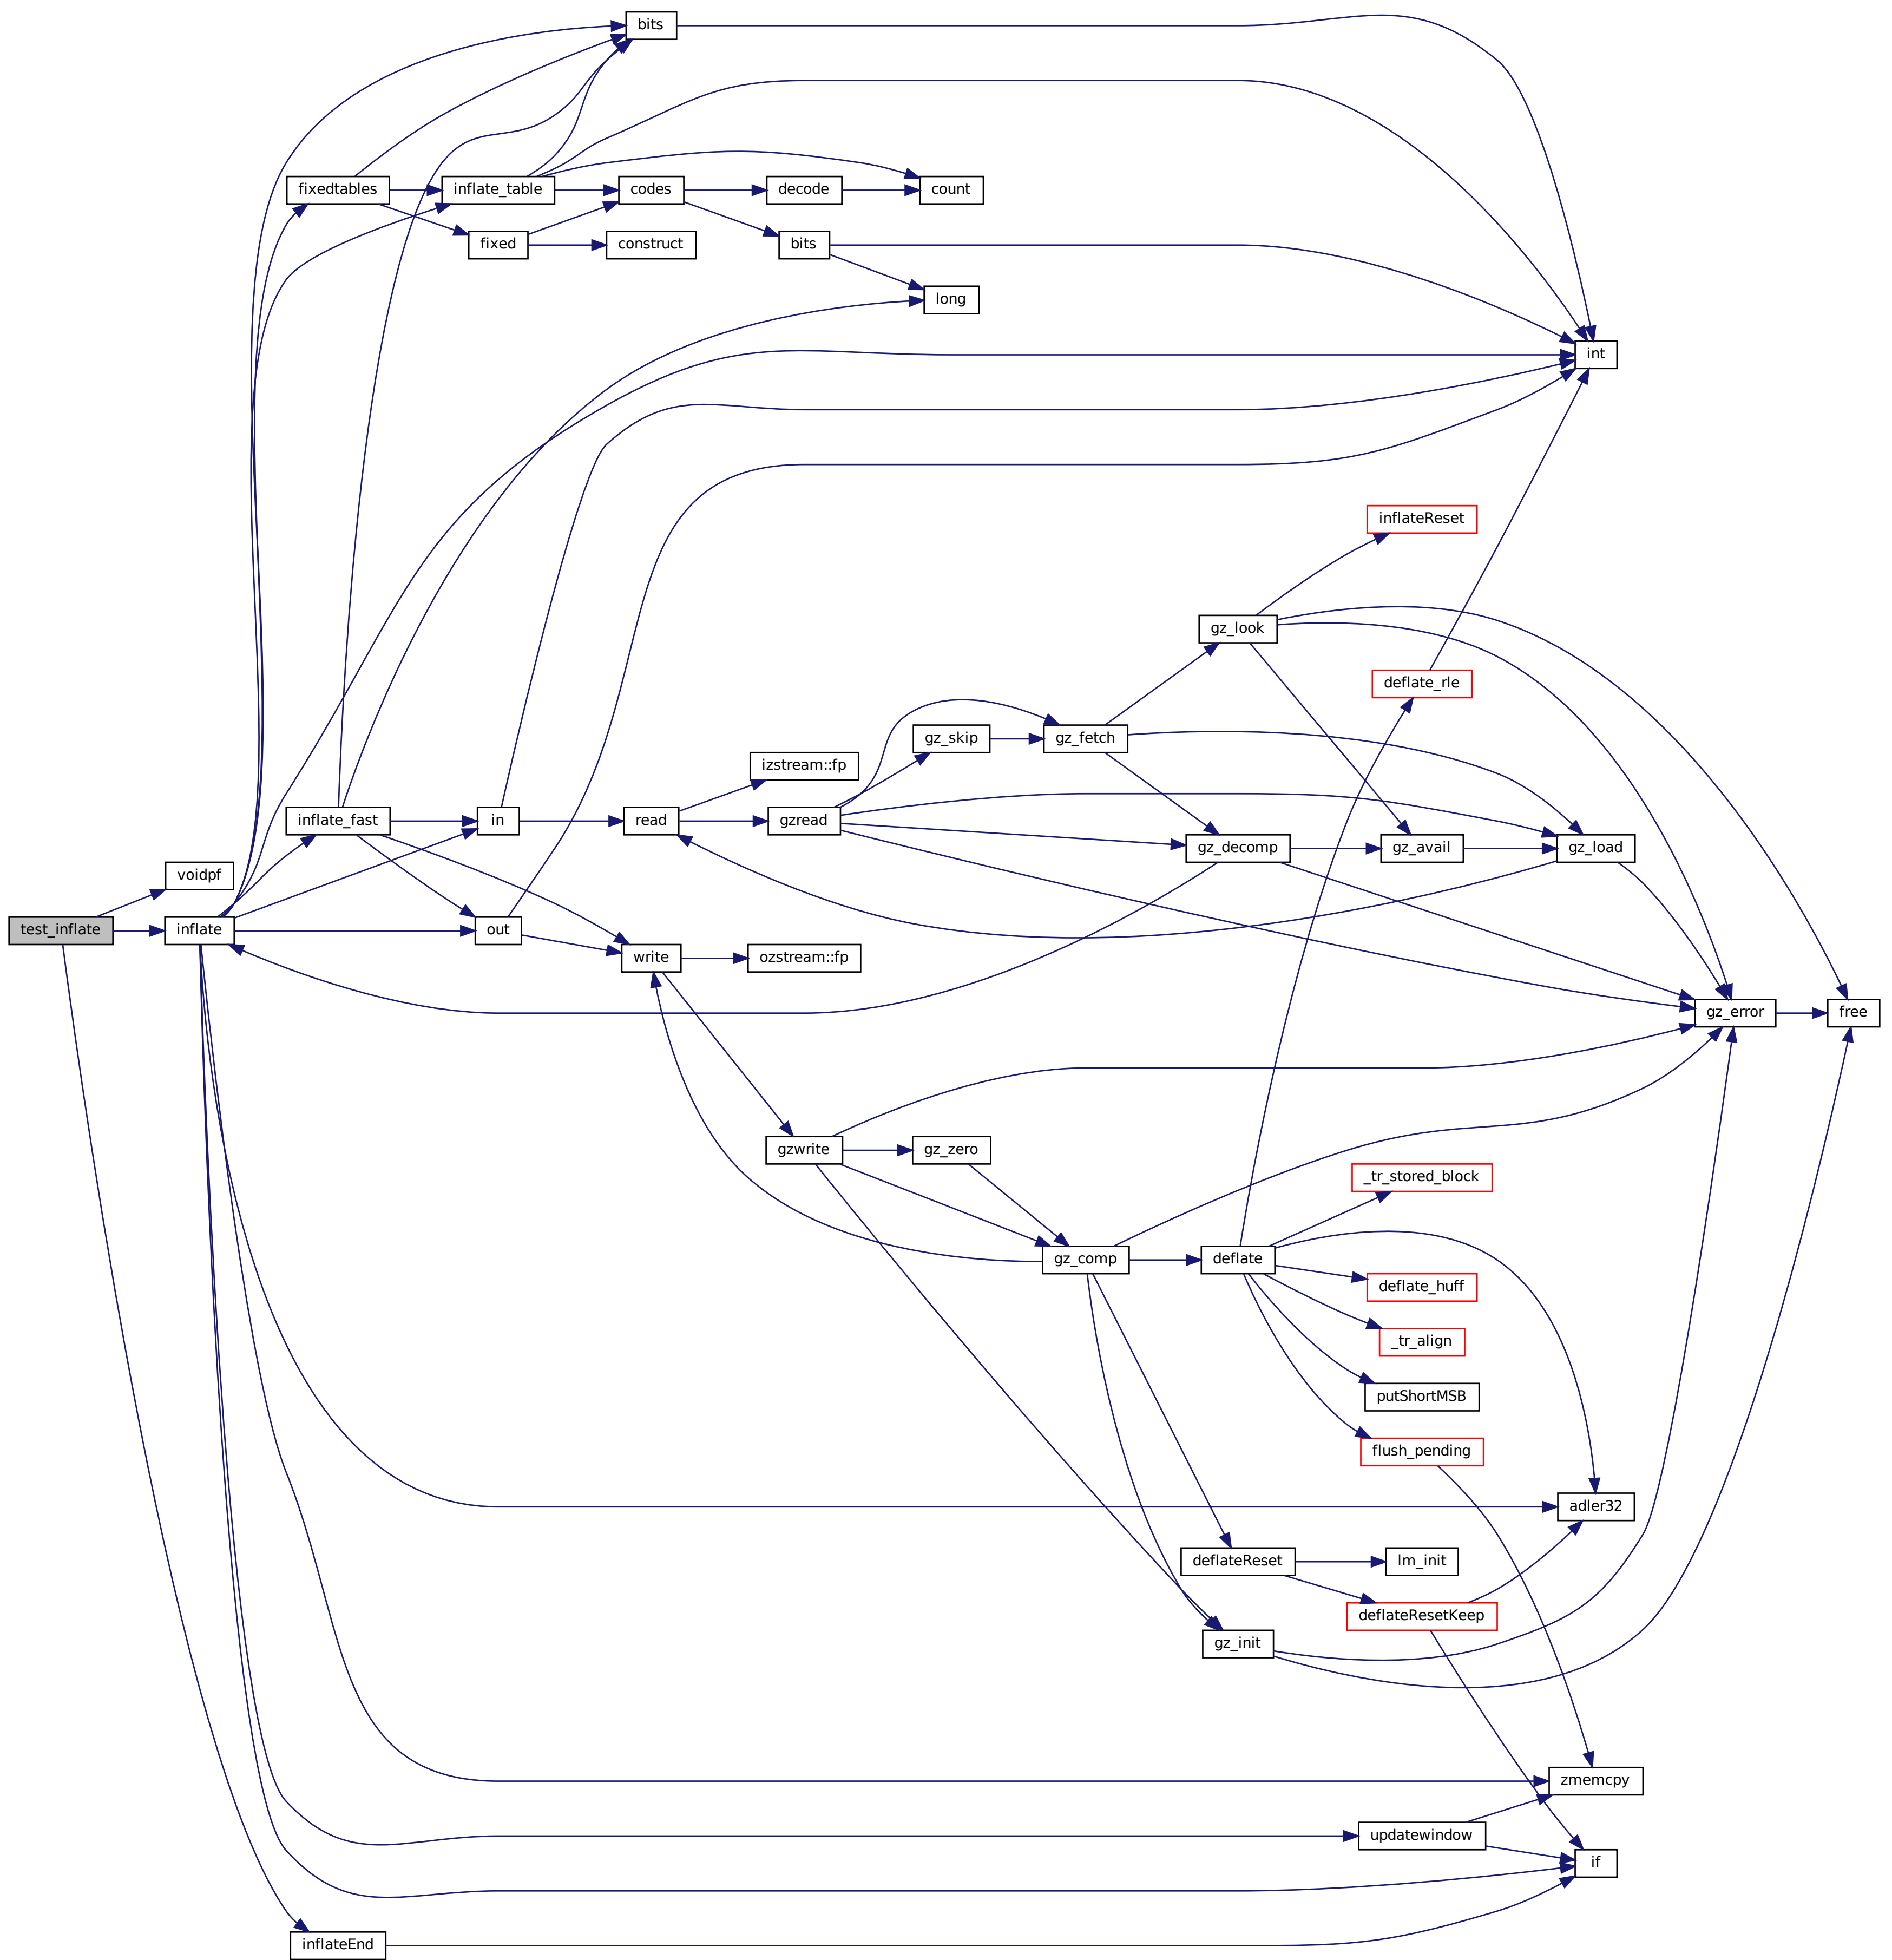 bits
fixedtables
inflate_table
codes
decode
count
fixed
construct
bits
long
int
inflateReset
gz_look
deflate_rle
gz_skip
gz_fetch
izstream::fp
inflate_fast
in
read
gzread
gz_decomp
gz_avail
gz_load
voidpf
test_inflate
inflate
out
write
ozstream::fp
gz_error
free
gzwrite
gz_zero
_tr_stored_block
gz_comp
deflate
deflate_huff
_tr_align
putShortMSB
flush_pending
adler32
deflateReset
lm_init
deflateResetKeep
gz_init
zmemcpy
updatewindow
if
inflateEnd